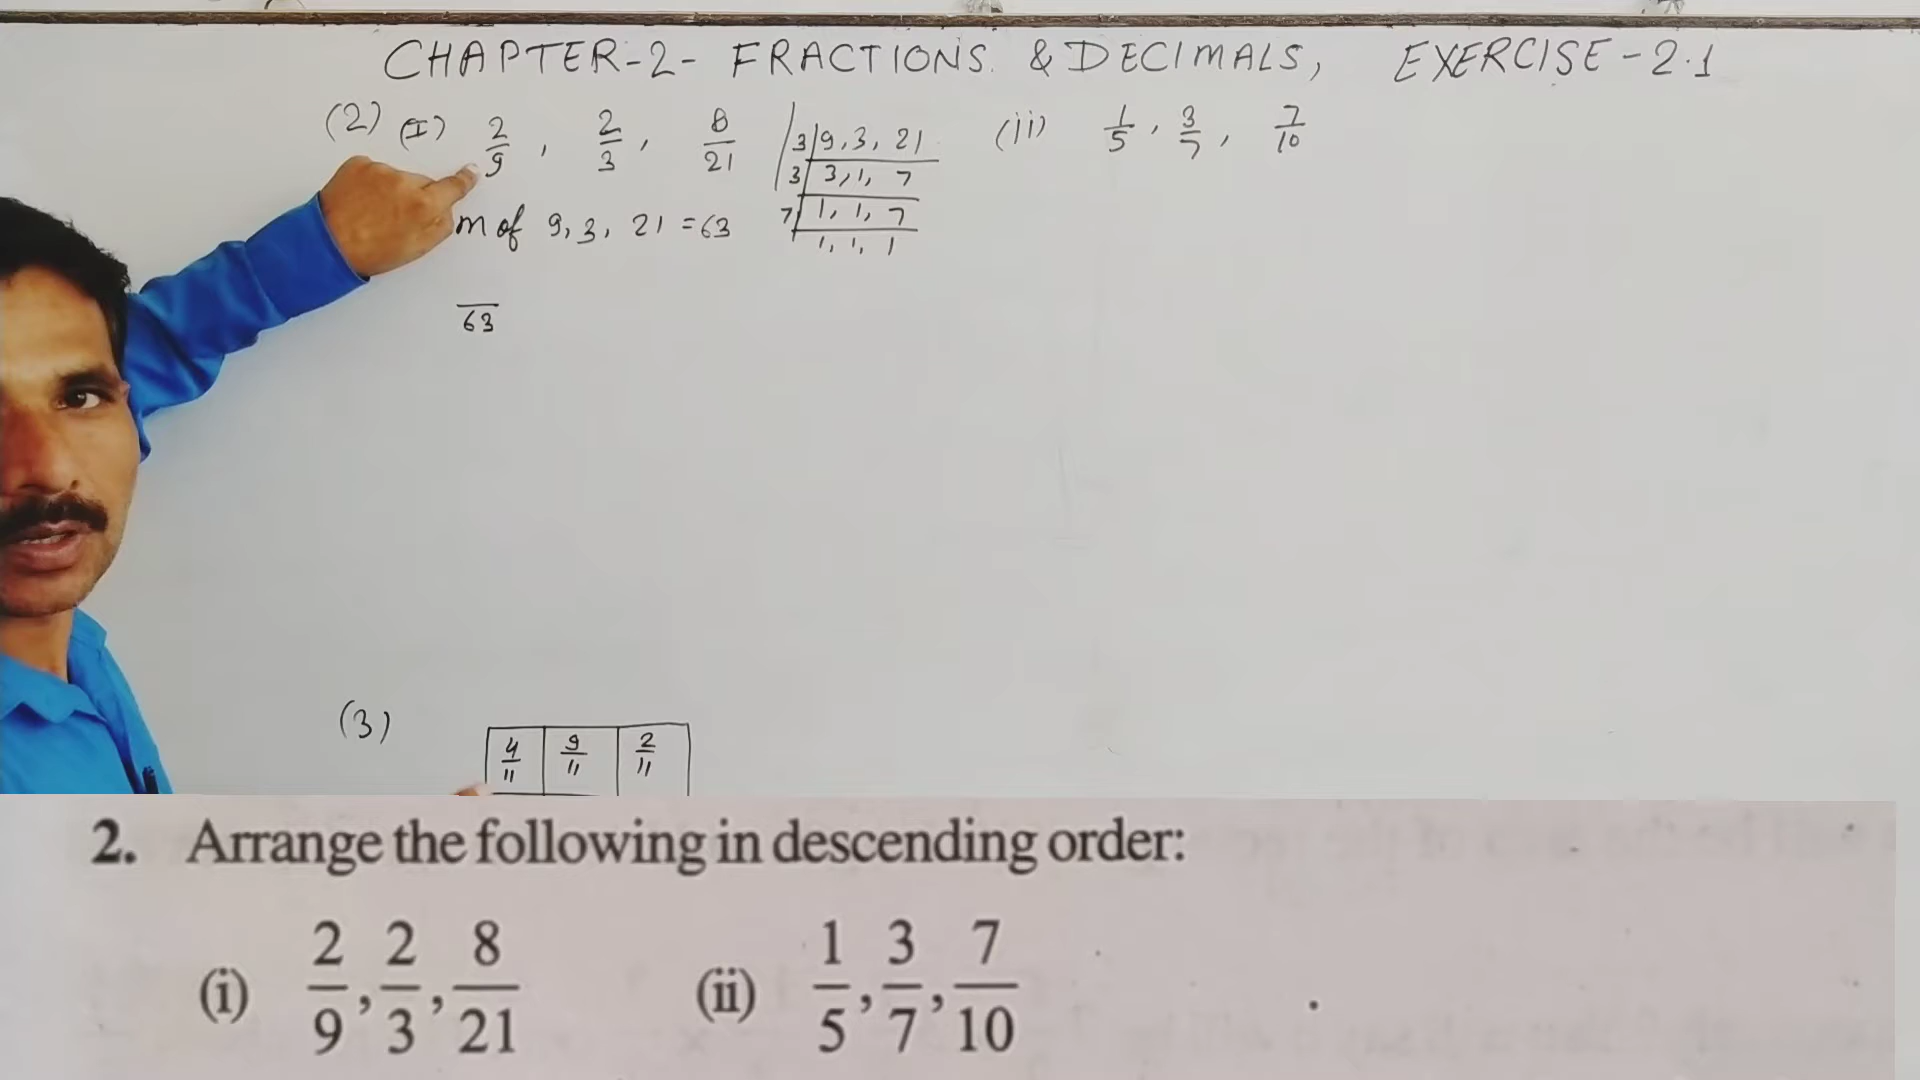 CHAPTER-2- FRACTIONS & DECIMALS, EXERCISE-2.1
(2) (I) 2/9, 2/3, 8/21
3 | 9, 3, 21
3 | 3, 1, 7
7 | 1, 1, 7
1, 1, 1
m of 9, 3, 21 = 63
/63
(ii) 1/5, 3/7, 7/10
(3)
4/11 9/11 2/11
2. Arrange the following in descending order:
(i) 2/9, 2/3, 8/21 (ii) 1/5, 3/7, 7/10